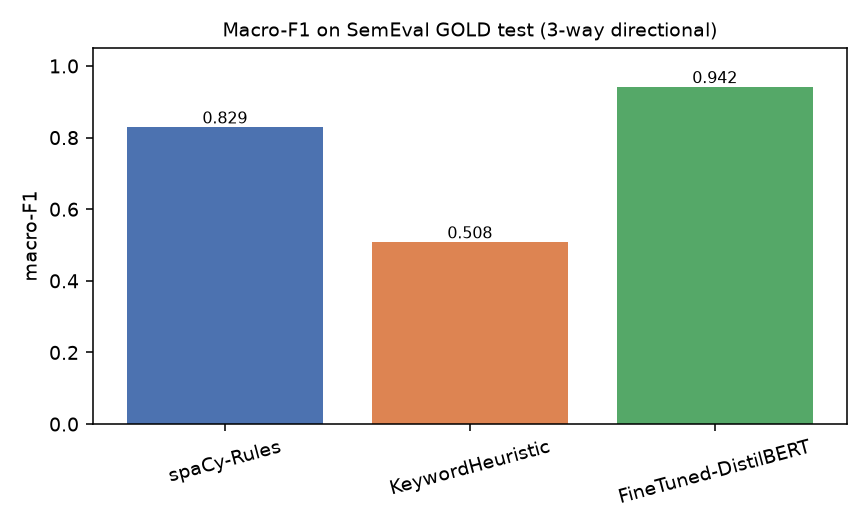 Macro-F1 on SemEval GOLD test (3-way directional)
macro-F1
1.0
0.8
0.6
0.4
0.2
0.0
0.829
0.508
0.942
spaCy-Rules
KeywordHeuristic
FineTuned-DistilBERT